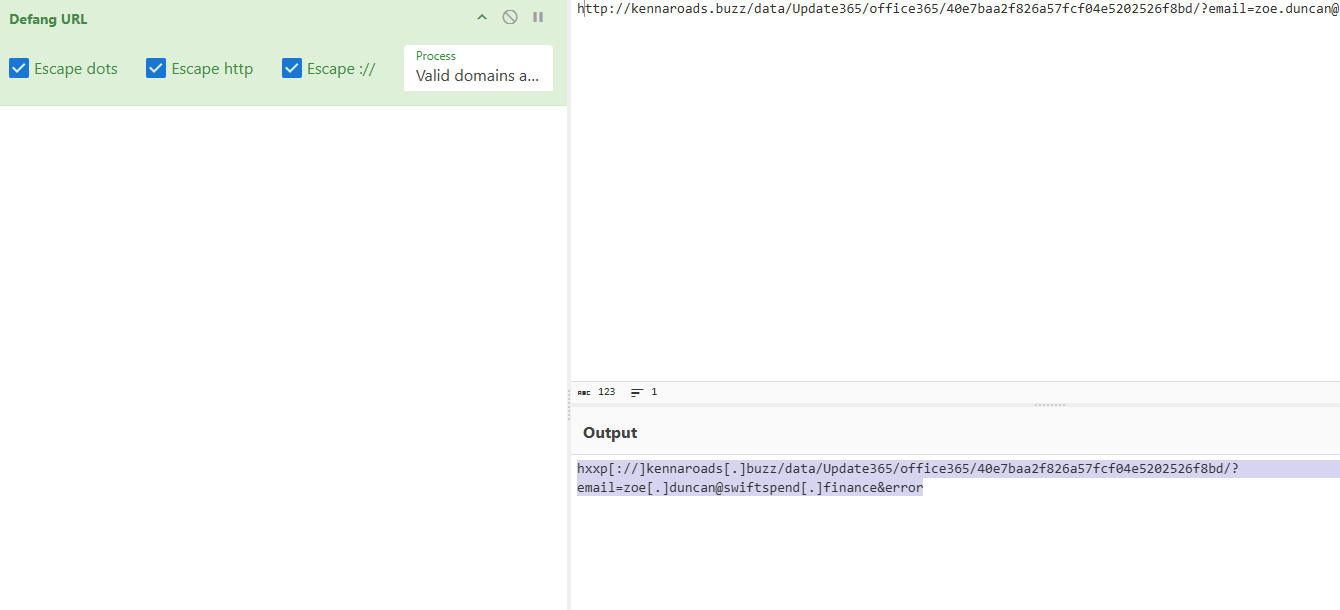 Defang URL
Escape dots
Escape http
Escape ://
Process
Valid domains a...
http://kennaroads.buzz/data/Update365/office365/40e7baa2f826a57fcf04e5202526f8bd/?email=zoe.duncan@
ABC 123
1
Output
hxxp[://]kennaroads[.]buzz/data/Update365/office365/40e7baa2f826a57fcf04e5202526f8bd/?
email=zoe[.]duncan@swiftspend[.]finance&error